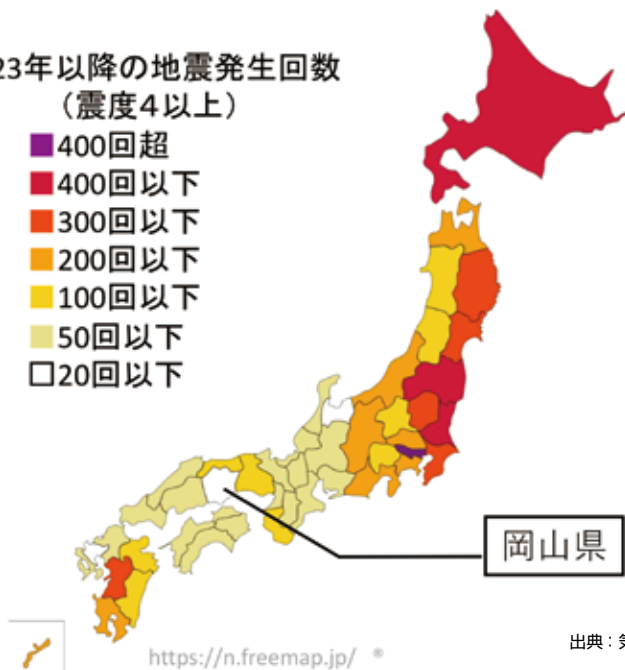 23年以降の地震発生回数
（震度4以上）
400回超
400回以下
300回以下
200回以下
100回以下
50回以下
20回以下
岡山県
出典：気
https://n.freemap.jp/ ®